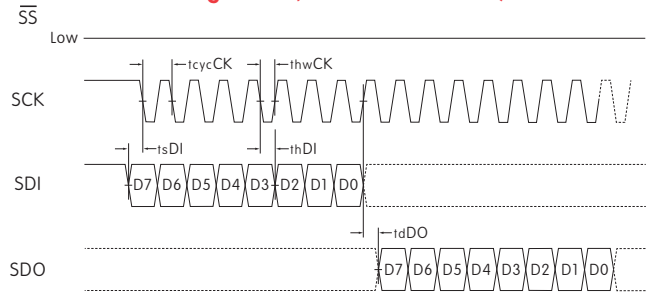 SS
Low
tcycCK thwCK
SCK
tsDI thDI
SDI D7 D6 D5 D4 D3 D2 D1 D0
tdDO
SDO D7 D6 D5 D4 D3 D2 D1 D0